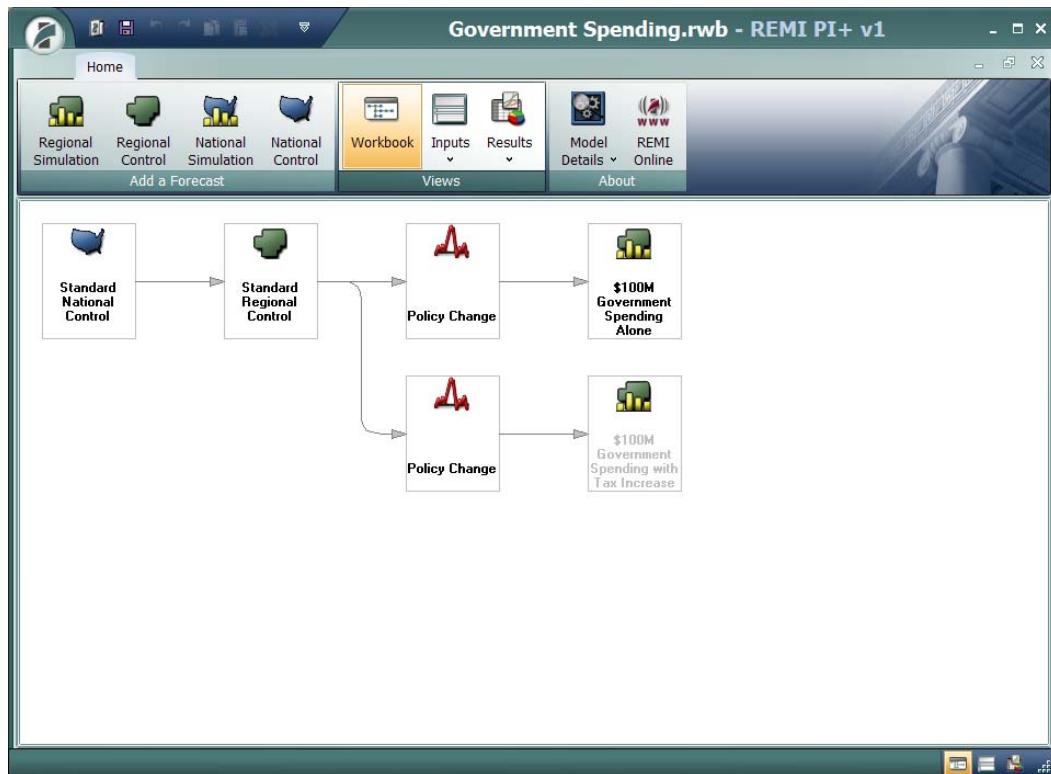 Government Spending.rwb - REMI PI+ v1
Home
Regional
Simulation
Regional
Control
National
Simulation
National
Control
Workbook
Inputs
Results
Model
Details
WWW
REMI
Online
Add a Forecast
Views
About
Standard
National
Control
Standard
Regional
Control
Policy Change
$100M
Government
Spending
Alone
Policy Change
$100M
Government
Spending with
Tax Increase